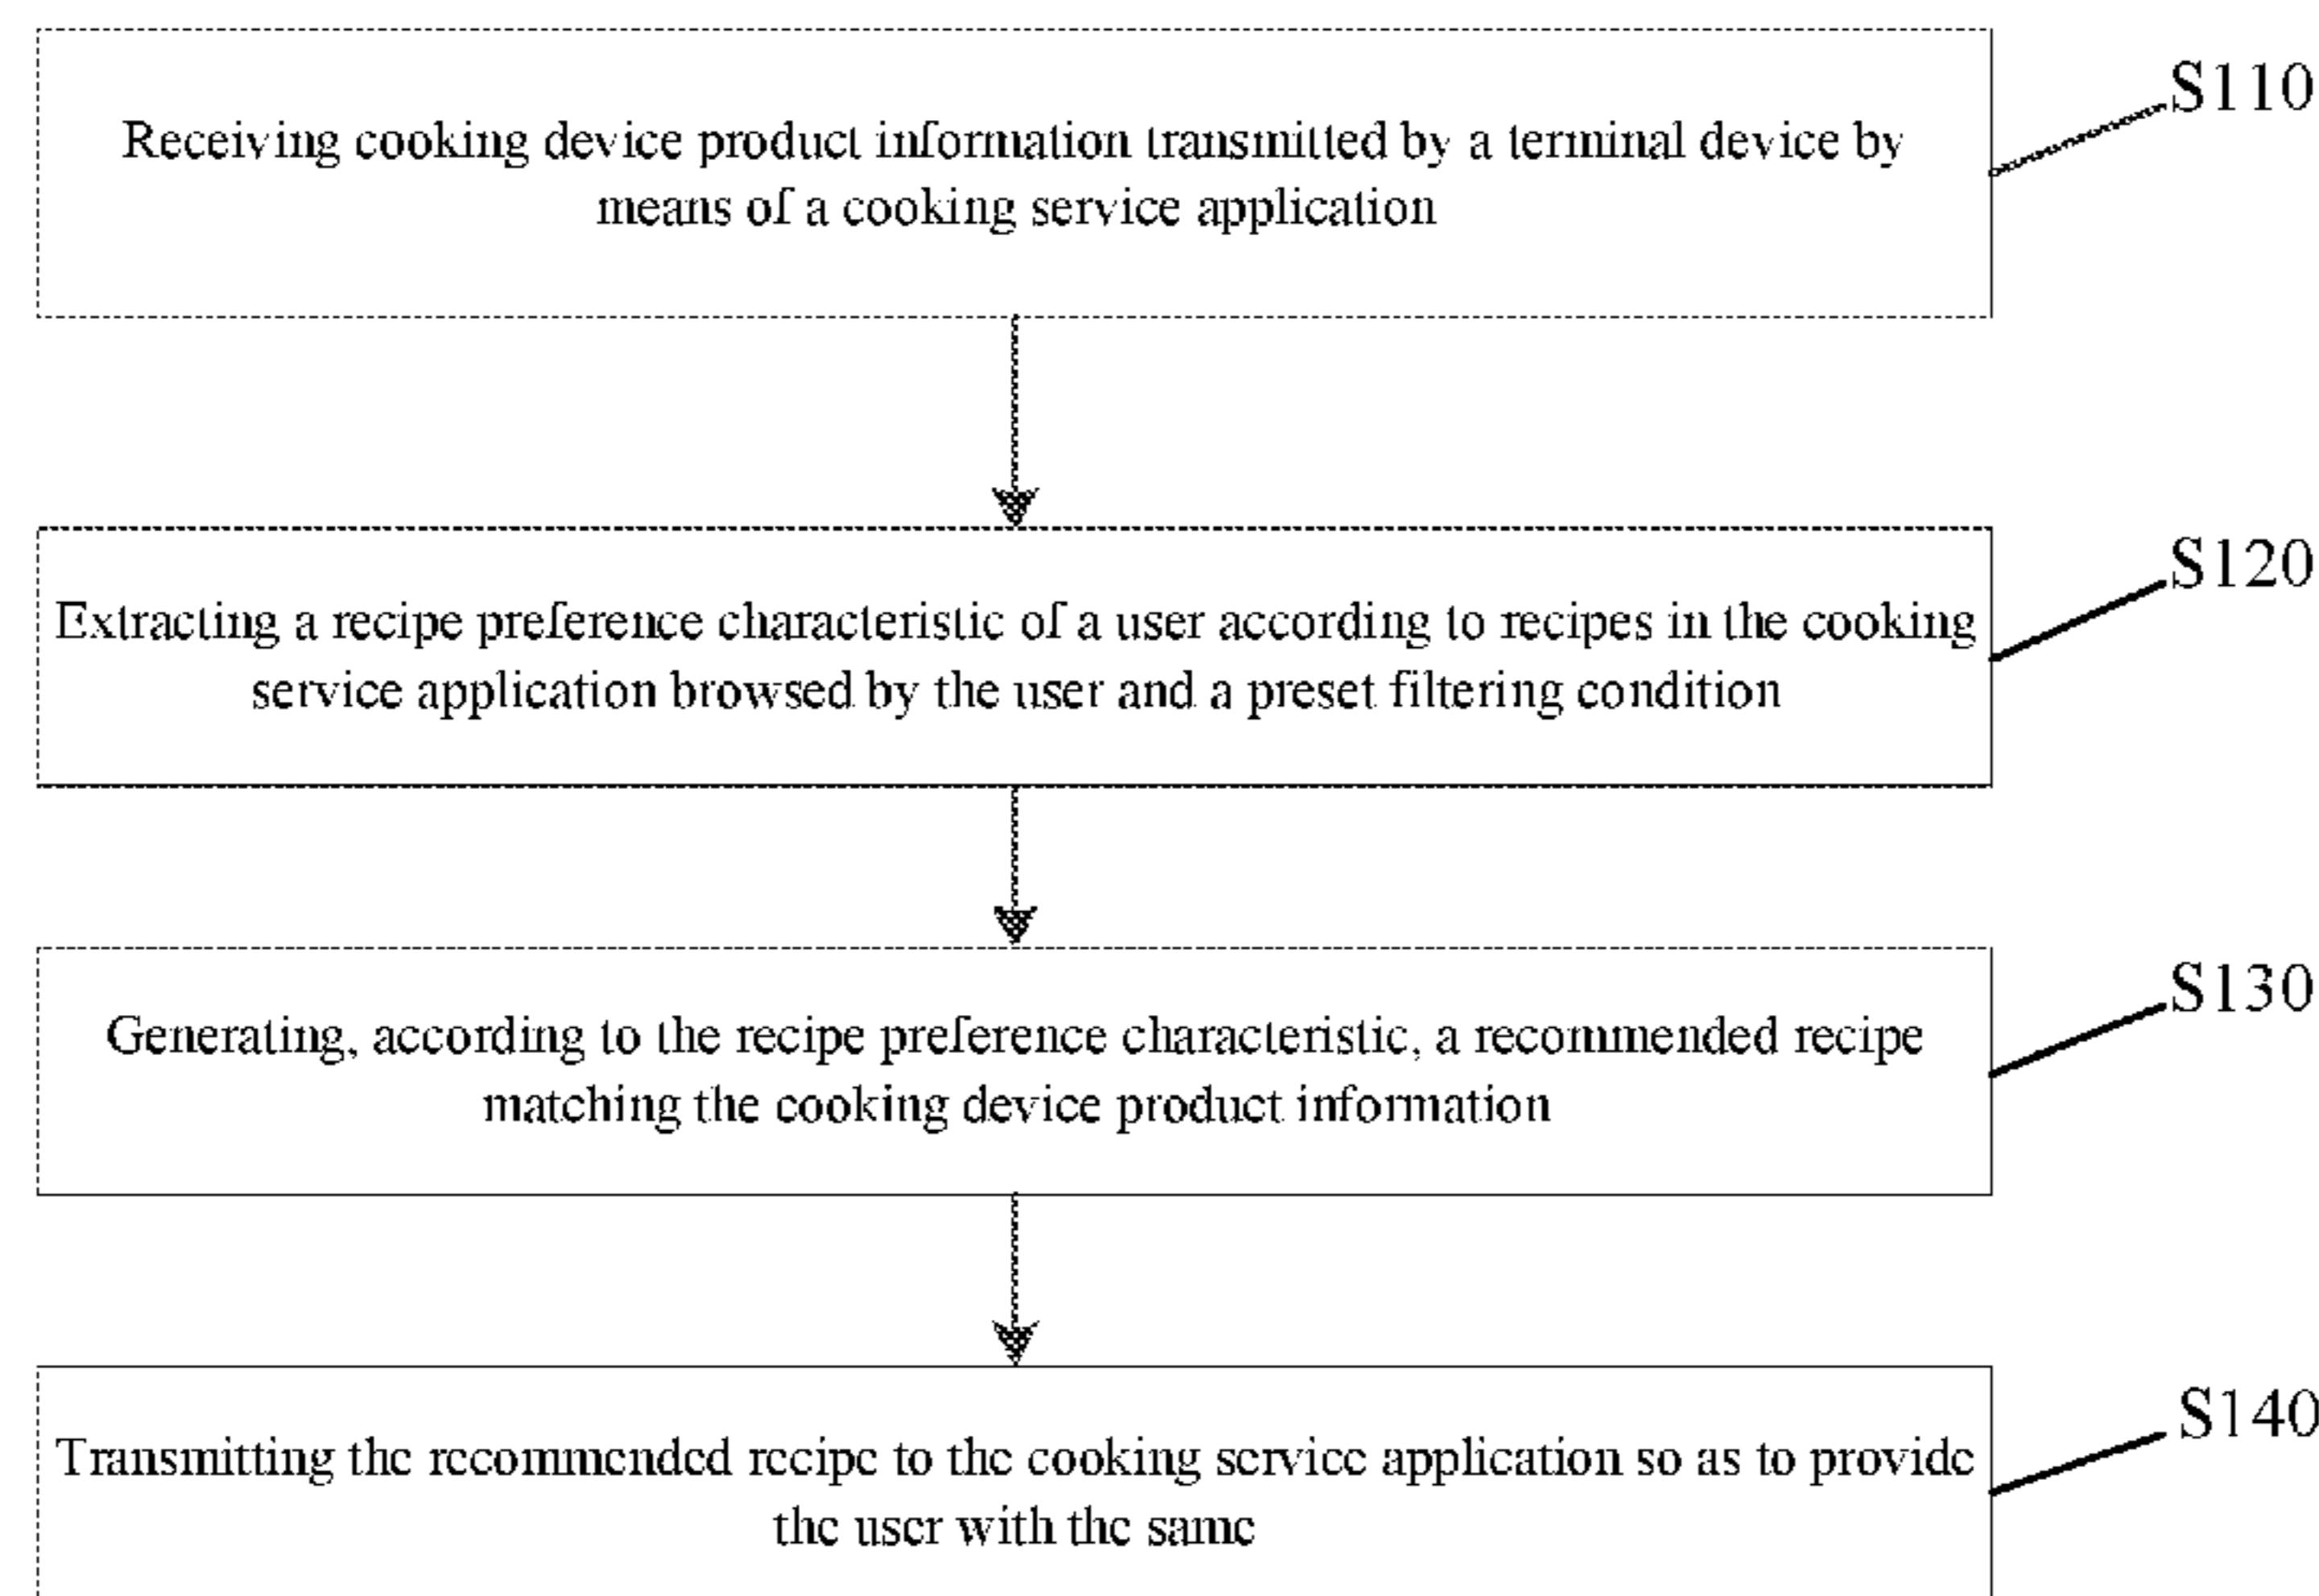 S110
Receiving cooking device product information transmitted by a terminal device by
means of a cooking service application
S120
Extracting a recipe preference characteristic of a user according to recipes in the cooking
service application browsed by the user and a preset filtering condition
S130
Generating, according to the recipe preference characteristic, a recommended recipe
matching the cooking device product information
S140
Transmitting the recommended recipe to the cooking service application so as to provide
the user with the same